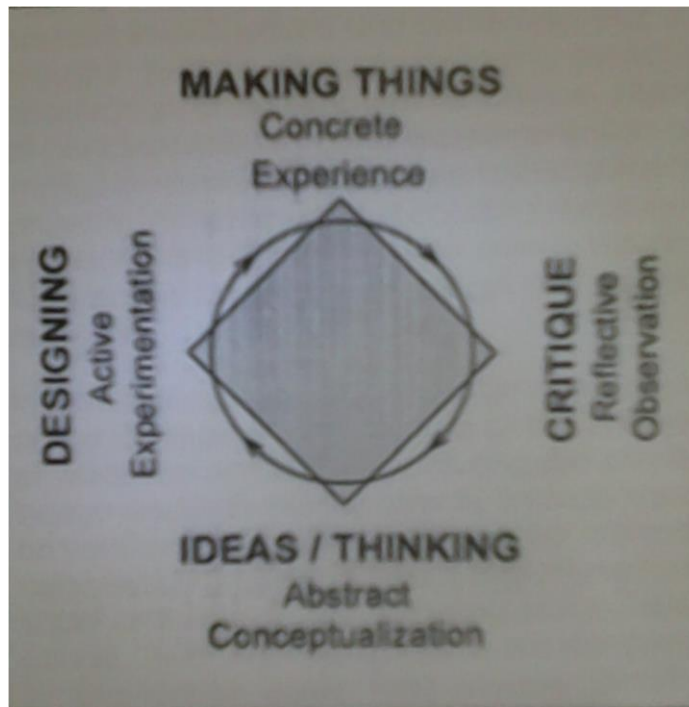 MAKING THINGS
Concrete
Experience
DESIGNING
Active
Experimentation
CRITIQUE
Reflective
Observation
IDEAS / THINKING
Abstract
Conceptualization